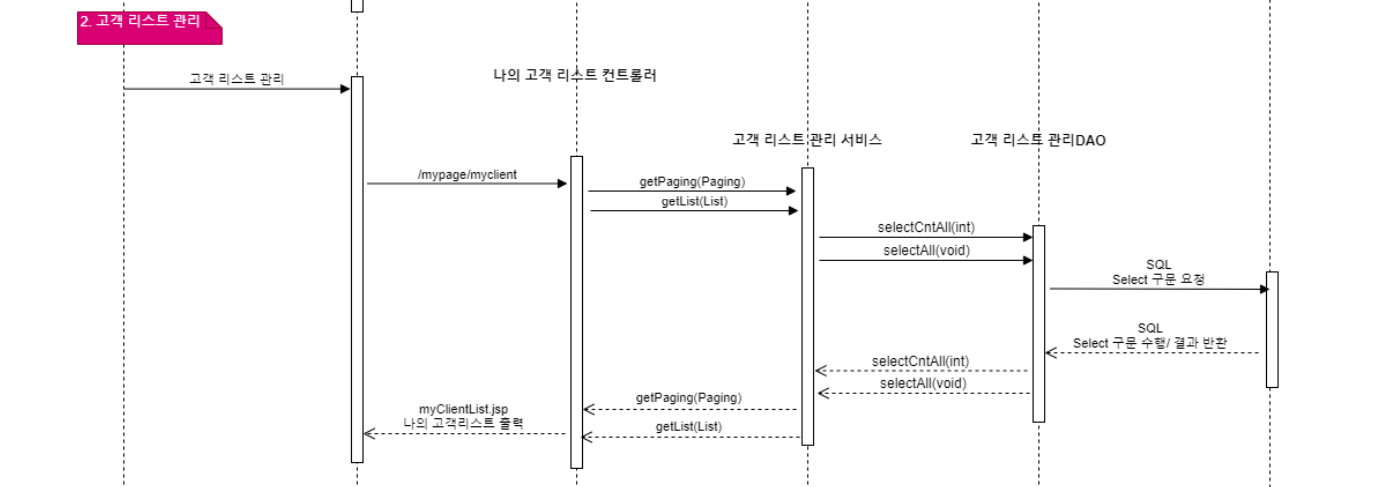 2. 고객 리스트 관리
고객 리스트 관리
나의 고객 리스트 컨트롤러
고객 리스트 관리 서비스
고객 리스트 관리DAO
/mypage/myclient
getPaging(Paging)
getList(List)
selectCntAll(int)
selectAll(void)
SQL
Select 구문 요청
SQL
Select 구문 수행/ 결과 반환
selectCntAll(int)
selectAll(void)
getPaging(Paging)
myClientList.jsp
나의 고객리스트 출력
getList(List)